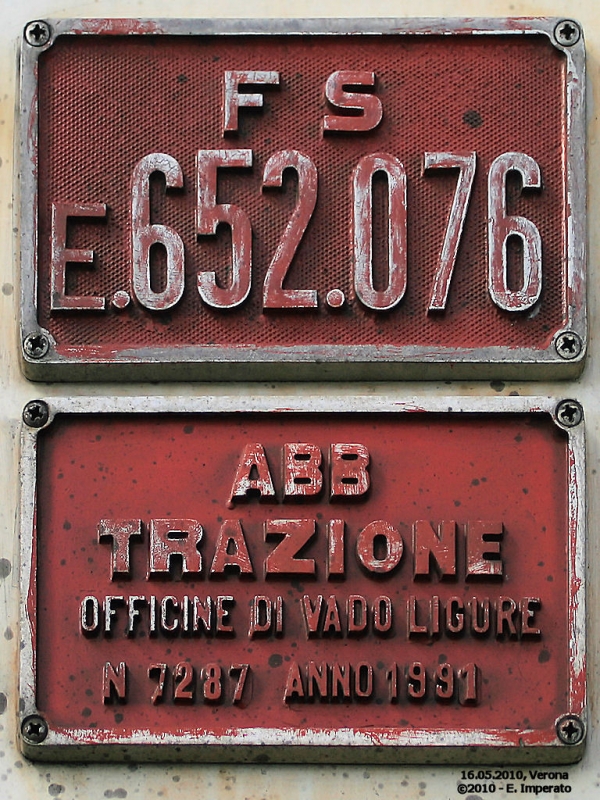 FS
E.652.076
ABB
TRAZIONE
OFFICINE DI VADO LIGURE
N 7287 ANNO 1991
16.05.2010, Verona
©2010 - E. Imperato